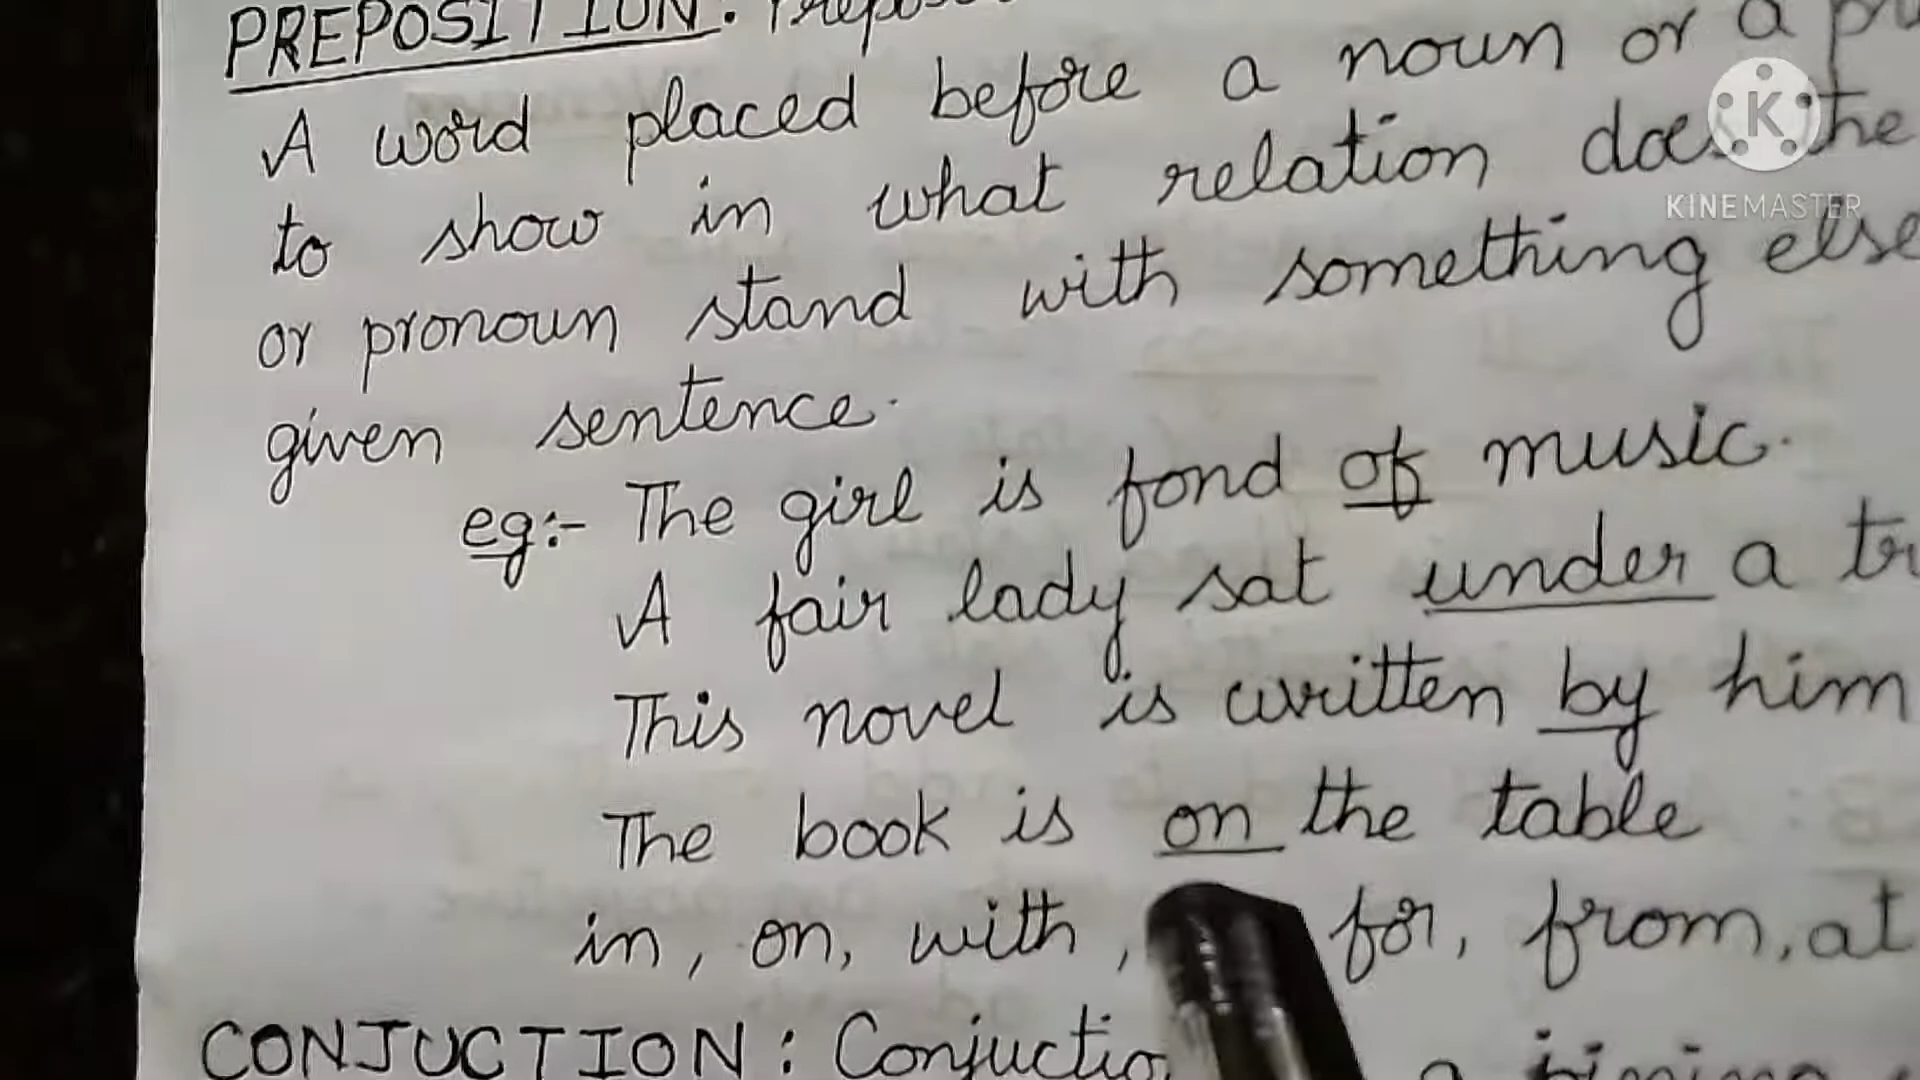 PREPOSITION:
A word placed before a noun or a
to show in what relation does the
or pronoun stand with something else
given sentence.
eg:- The girl is fond of music.
A fair lady sat under a
This novel is written by him
The book is on the table
in, on, with, for, from, at
CONJUCTION: a
K
KINEMASTER